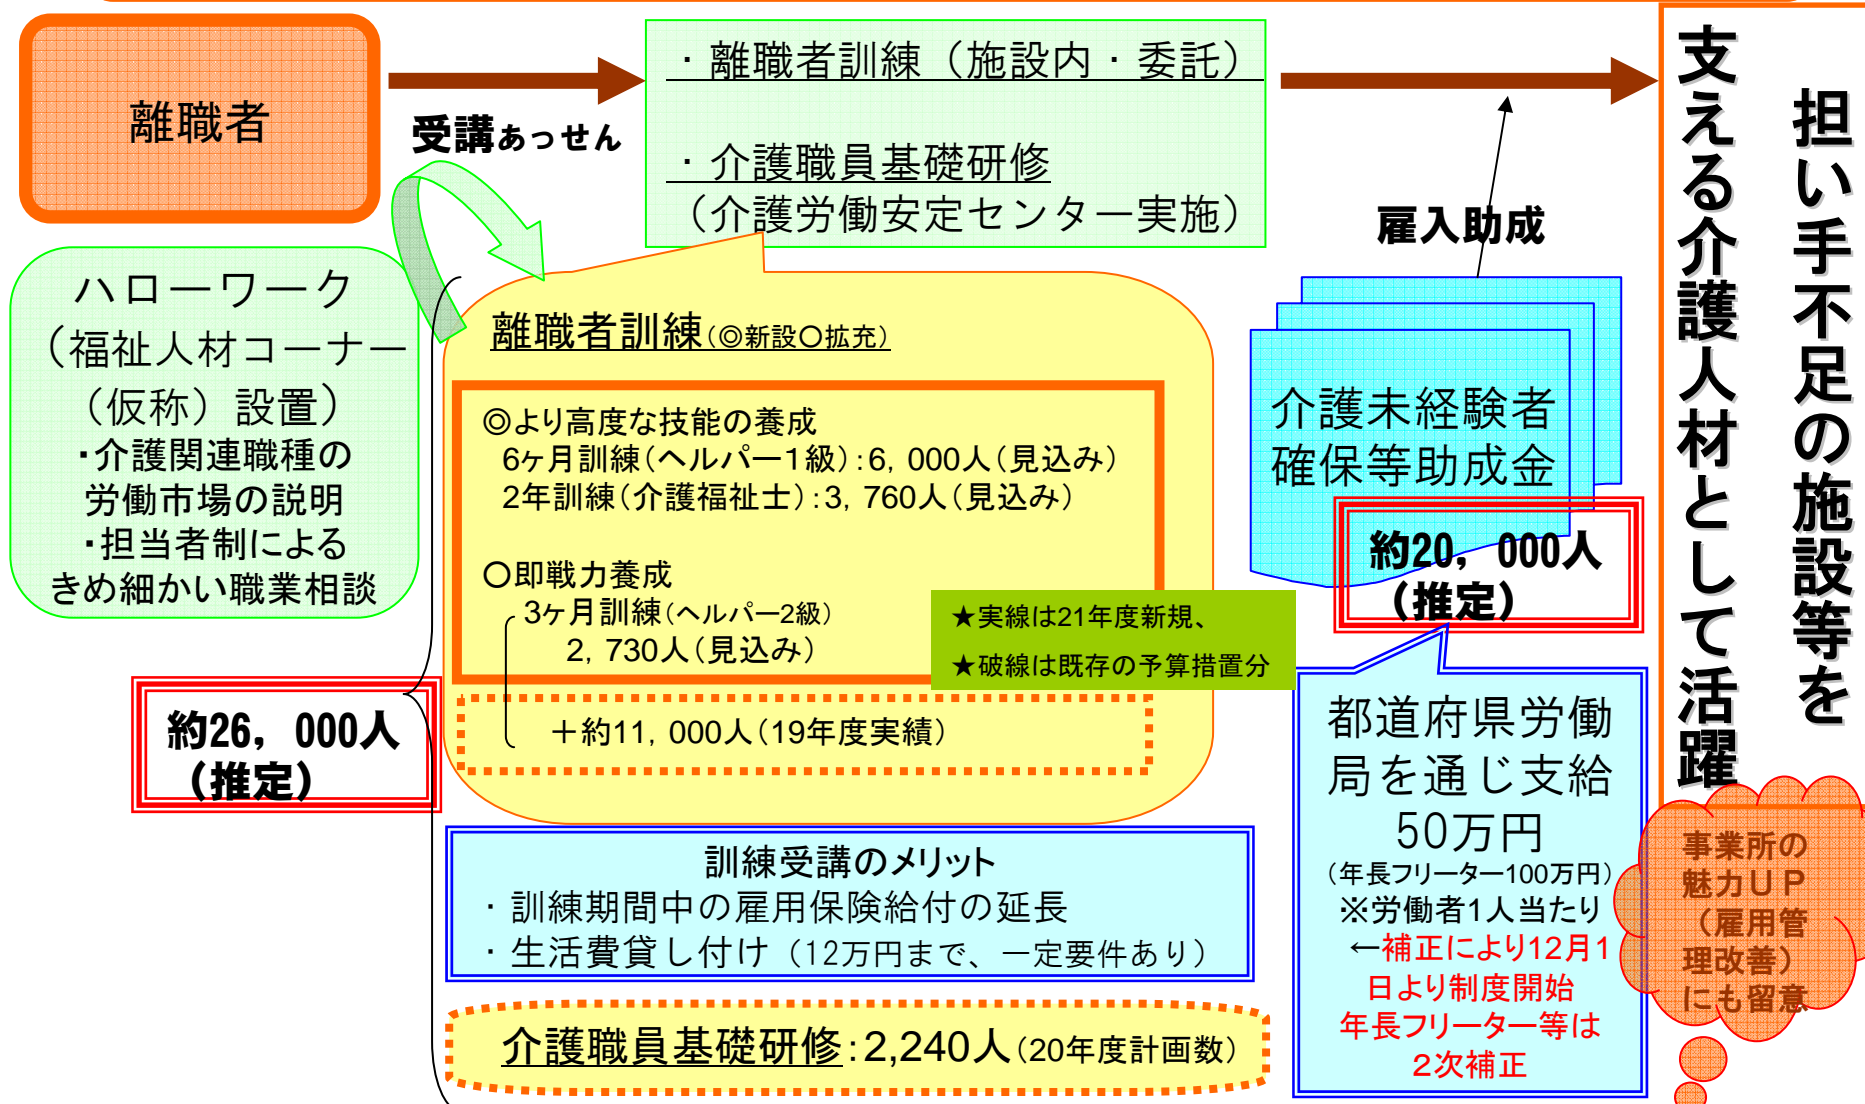 離職者
受講あっせん
・離職者訓練（施設内・委託）
・介護職員基礎研修
（介護労働安定センター実施）
雇入助成
担い手不足の施設等を
支える介護人材として活躍
ハローワーク
（福祉人材コーナー
（仮称）設置）
・介護関連職種の
労働市場の説明
・担当者制による
きめ細かい職業相談
離職者訓練（◎新設○拡充）
◎より高度な技能の養成
6ヶ月訓練（ヘルパー１級）：6，000人（見込み）
2年訓練（介護福祉士）：3，760人（見込み）
○即戦力養成
3ヶ月訓練（ヘルパー2級）
2，730人（見込み）
＋約11，000人（19年度実績）
★実線は21年度新規、
★破線は既存の予算措置分
約26，000人
（推定）
介護未経験者
確保等助成金
約20，000人
（推定）
都道府県労働
局を通じ支給
50万円
（年長フリーター100万円）
※労働者1人当たり
←補正により12月1
日より制度開始
年長フリーター等は
２次補正
訓練受講のメリット
・訓練期間中の雇用保険給付の延長
・生活費貸し付け（12万円まで、一定要件あり）
介護職員基礎研修：2,240人（20年度計画数）
事業所の
魅力ＵＰ
（雇用管
理改善）
にも留意